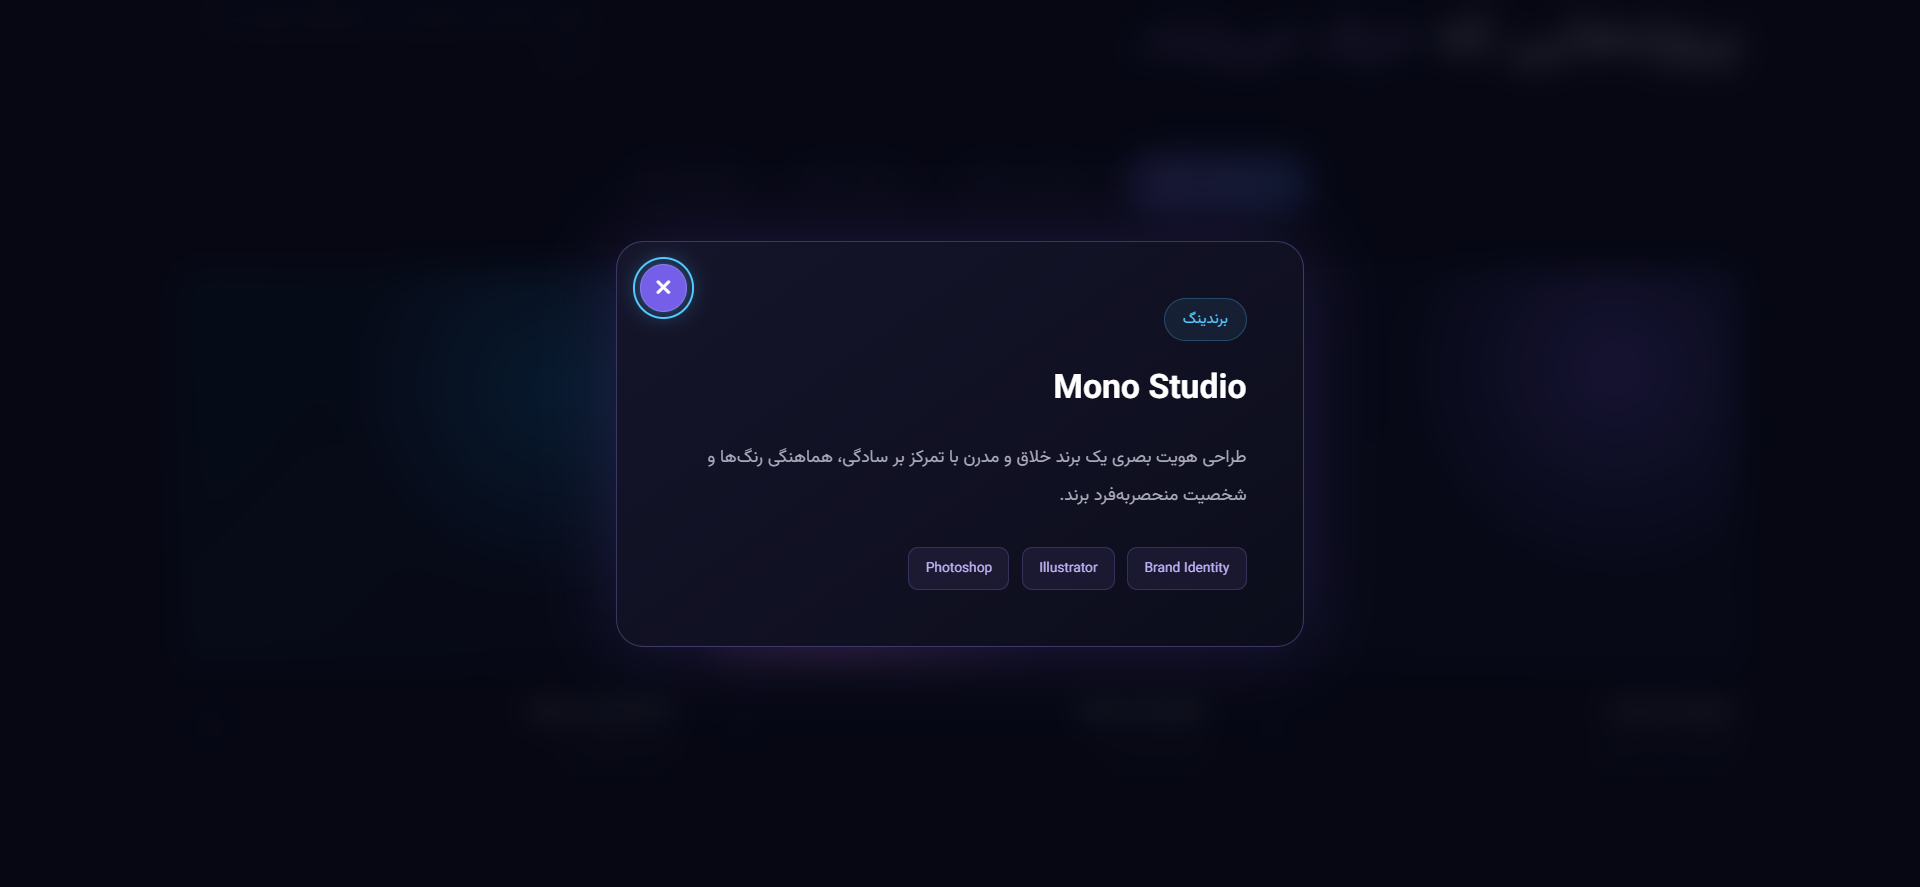 برندینگ
Mono Studio
طراحی هویت بصری یک برند خلاق و مدرن با تمرکز بر سادگی، هماهنگی رنگ‌ها و
شخصیت منحصربه‌فرد برند.
Brand Identity
Illustrator
Photoshop